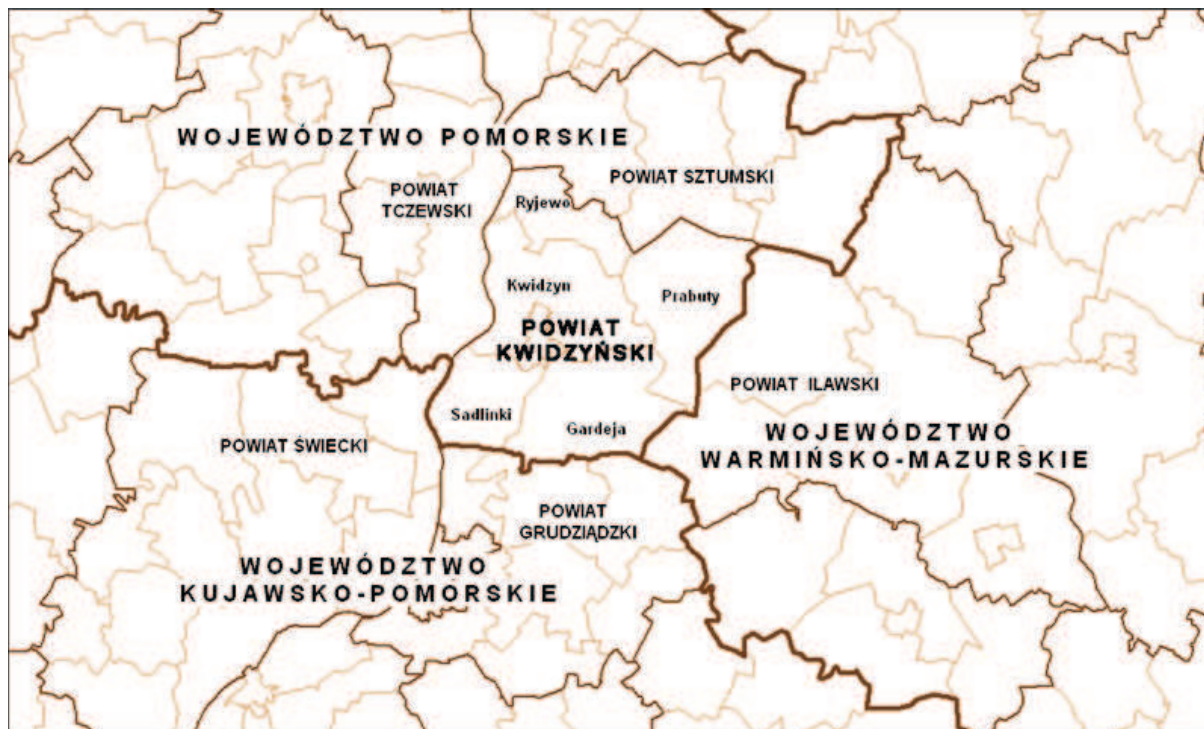 WOJEWÓDZTWO POMORSKIE
POWIAT SZTUMSKI
POWIAT
TCZEWSKI
Ryjewo
Kwidzyn
Prabuty
POWIAT
KWIDZYŃSKI
POWIAT ILAWSKI
Sadlinki
Gardeja
POWIAT ŚWIECKI
WOJEWÓDZTWO
WARMIŃSKO-MAZURSKIE
POWIAT
GRUDZIĄDZKI
WOJEWÓDZTWO
KUJAWSKO-POMORSKIE